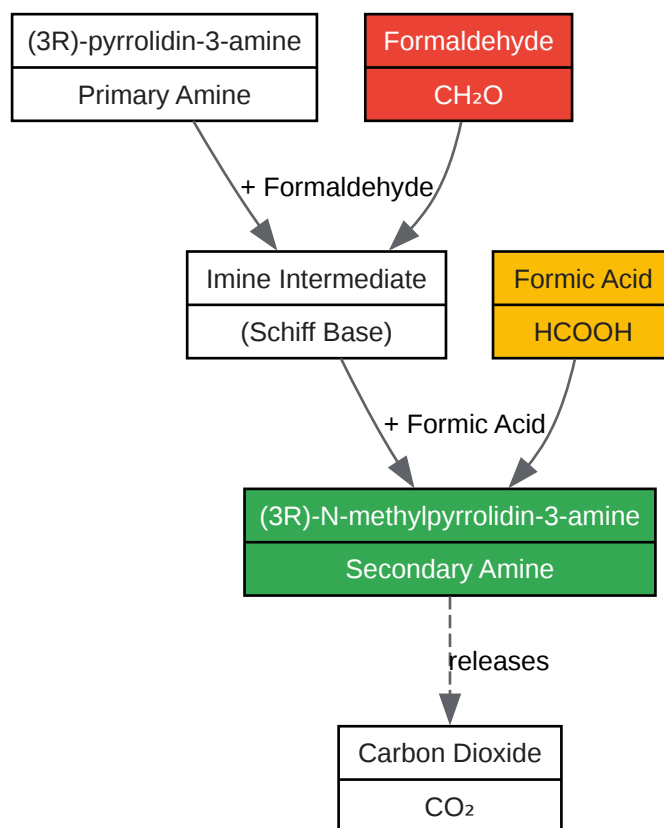 (3R)-pyrrolidin-3-amine
Primary Amine
Formaldehyde
CH₂O
+ Formaldehyde
Imine Intermediate
(Schiff Base)
Formic Acid
HCOOH
+ Formic Acid
(3R)-N-methylpyrrolidin-3-amine
Secondary Amine
releases
Carbon Dioxide
CO₂